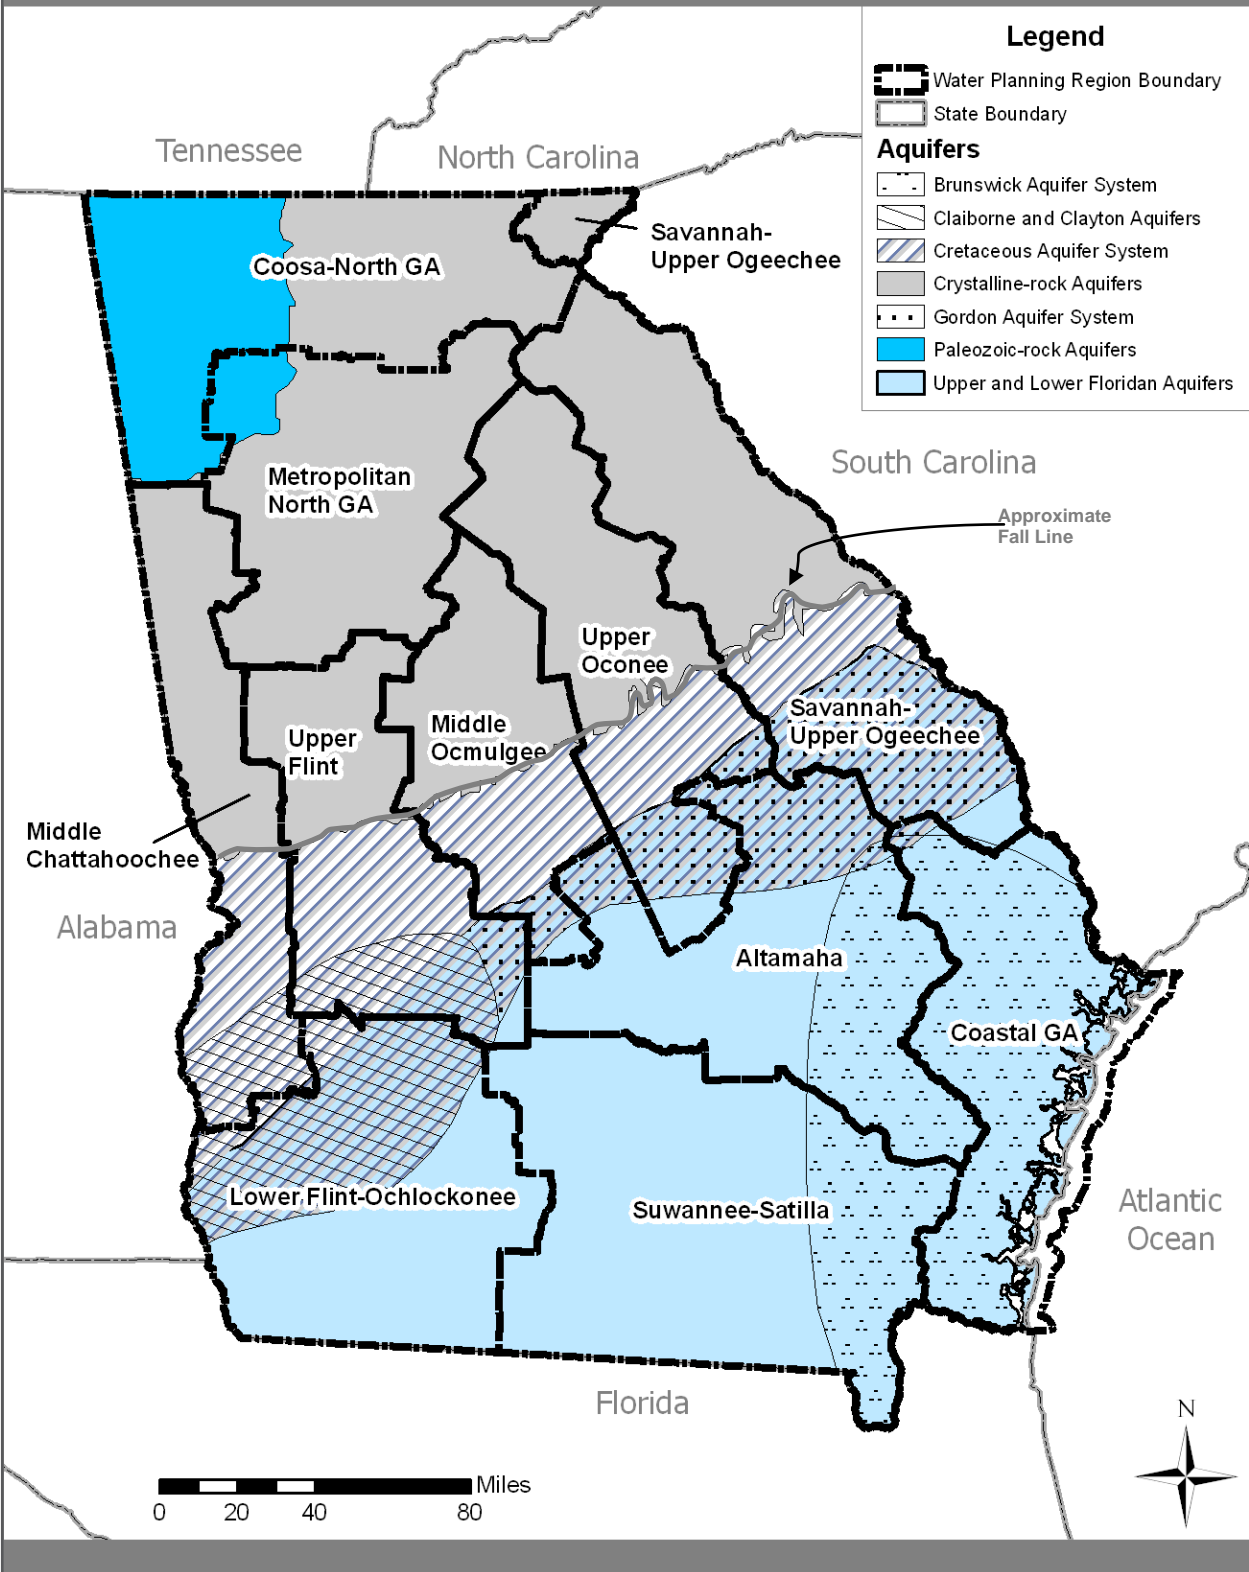 Legend
Water Planning Region Boundary
State Boundary
Aquifers
Brunswick Aquifer System
Claiborne and Clayton Aquifers
Cretaceous Aquifer System
Crystalline-rock Aquifers
Gordon Aquifer System
Paleozoic-rock Aquifers
Upper and Lower Floridan Aquifers
Tennessee
North Carolina
Savannah-
Upper Ogeechee
Coosa-North GA
South Carolina
Metropolitan
North GA
Approximate
Fall Line
Upper
Oconee
Savannah-
Upper Ogeechee
Middle
Ocmulgee
Upper
Flint
Middle
Chattahoochee
Alabama
Altamaha
Coastal GA
Lower Flint-Ochlockonee
Suwannee-Satilla
Atlantic
Ocean
Florida
N
Miles
0 20 40 80